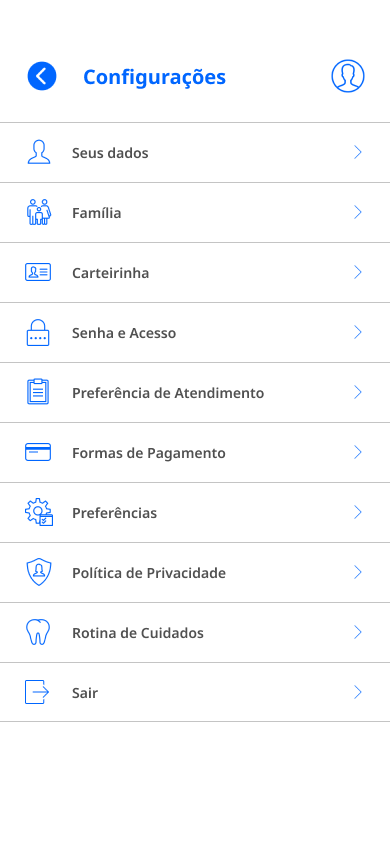 Configurações
Seus dados
Família
Carteirinha
Senha e Acesso
Preferência de Atendimento
Formas de Pagamento
Preferências
Política de Privacidade
Rotina de Cuidados
Sair